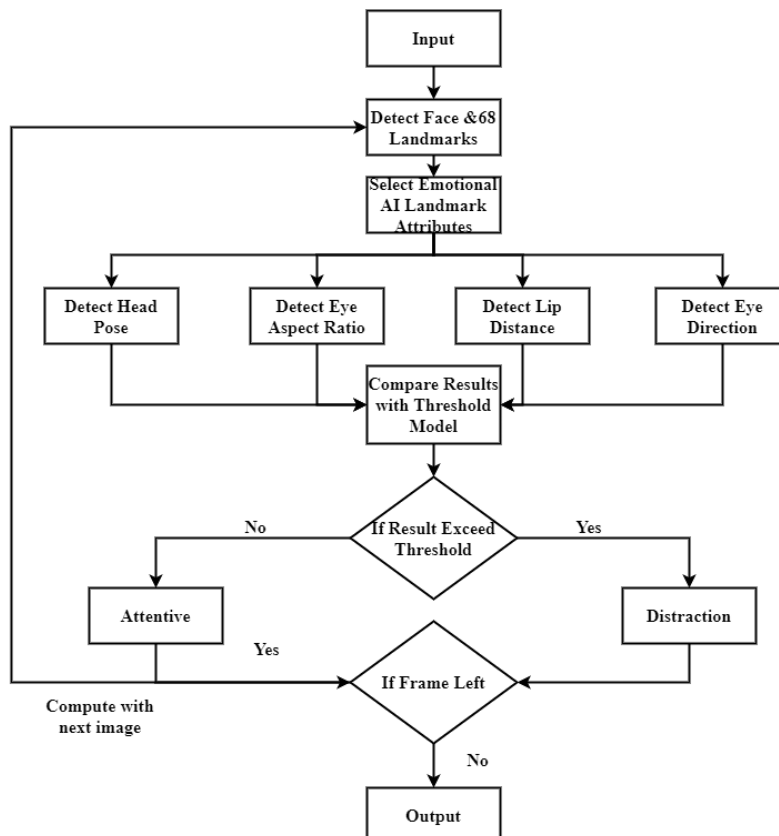 Input
Detect Face &68
Landmarks
Select Emotional
AI Landmark
Attributes
Detect Head
Pose
Detect Eye
Aspect Ratio
Detect Lip
Distance
Detect Eye
Direction
Compare Results
with Threshold
Model
No
If Result Exceed
Threshold
Yes
Attentive
Distraction
Yes
If Frame Left
Compute with
next image
No
Output